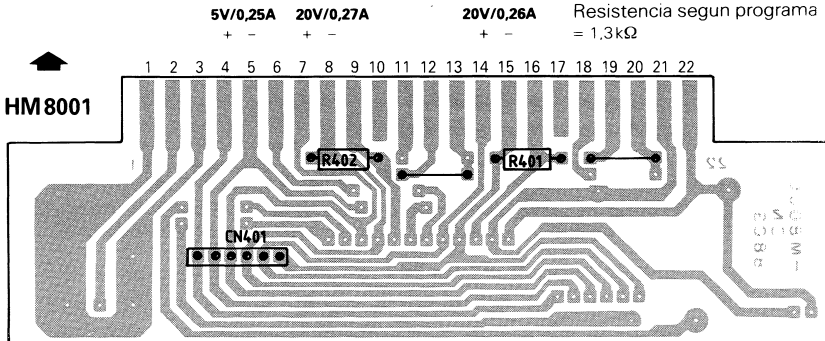 5V/0,25A 20V/0,27A 20V/0,26A Resistencia segun programa
+ - + - + - = 1,3kΩ
1 2 3 4 5 6 7 8 9 10 11 12 13 14 15 16 17 18 19 20 21 22
HM8001
R402 R401
1 22
CN401